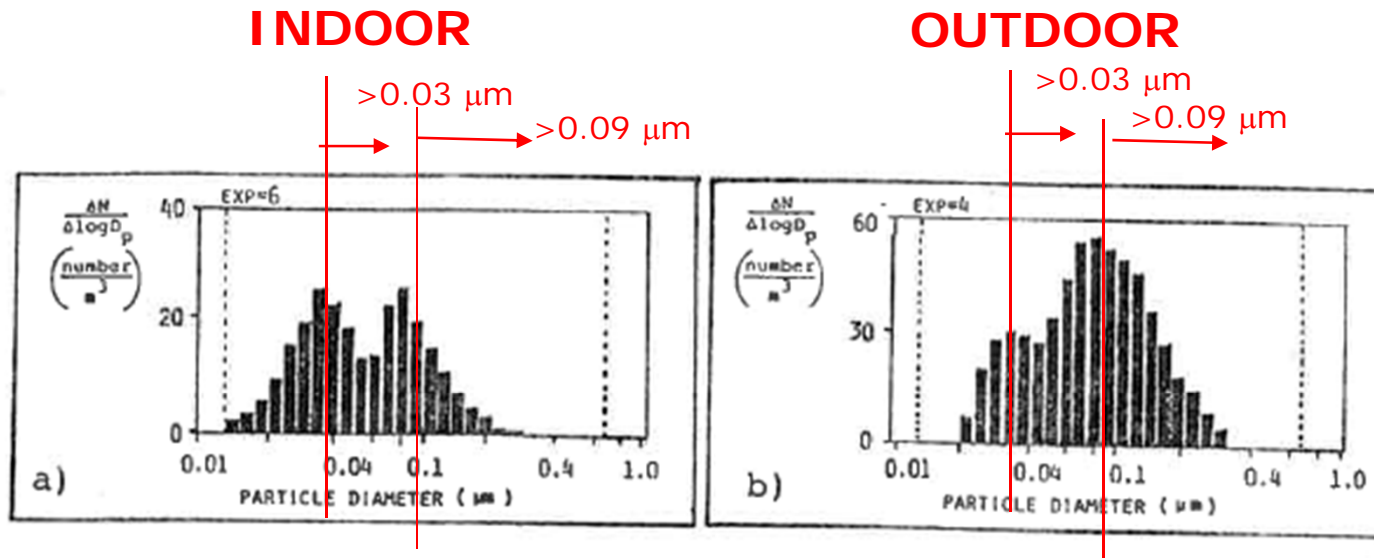 INDOOR
>0.03 μm
>0.09 μm
EXP=6
ΔN
ΔlogDp
(number
m3)
40
20
0
0.01
0.04
0.1
0.4
1.0
PARTICLE DIAMETER (μm)
a)
OUTDOOR
>0.03 μm
>0.09 μm
EXP=4
ΔN
ΔlogDp
(number
m3)
60
30
0
0.01
0.04
0.1
0.4
1.0
PARTICLE DIAMETER (μm)
b)